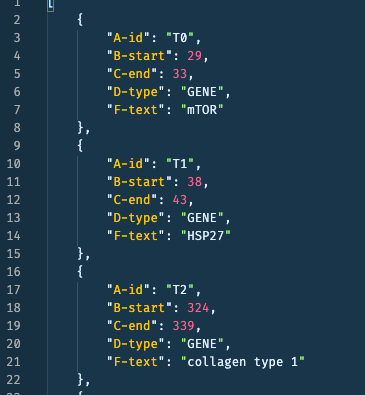 1 [
2 {
3 "A-id": "T0",
4 "B-start": 29,
5 "C-end": 33,
6 "D-type": "GENE",
7 "F-text": "mTOR"
8 },
9 {
10 "A-id": "T1",
11 "B-start": 38,
12 "C-end": 43,
13 "D-type": "GENE",
14 "F-text": "HSP27"
15 },
16 {
17 "A-id": "T2",
18 "B-start": 324,
19 "C-end": 339,
20 "D-type": "GENE",
21 "F-text": "collagen type 1"
22 },
23 {